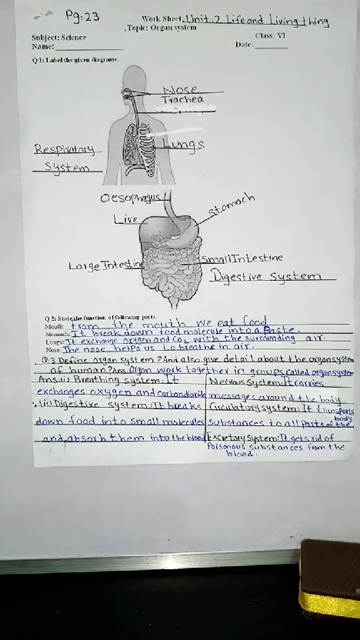 Pg:23
Work Sheet. Unit:2 Life and Living thing
Topic: Organ system
Subject: Science
Class: VI
Name:
Date:
Q 1: Label the given diagrams.
Nose
Trachea
Respiratory
System
Lungs
Oesophagus
Stomach
Live
Large Intestine
Small Intestine
Digestive System
Q 2: State the function of following parts.
Mouth: from the mouth we eat food
Stomach: It break down food molecule into a Paste.
Lungs: It exchange oxygen and CO2 with the surrounding air.
Nose: The nose helps us to breathe in air.
Q:3 Define organ system? And also give detail about the organ system
of human? Ans. Organ work together in groups called organ system
Ans: (i) Breathing system: It
exchanges oxygen and carbondioxide
(ii) Digestive system: It breaks
down food into small molecules
and absorb them into the blood
Nervous System: It carries
messages around the body
Circulatory system: It transports
substances to all parts of the
body
Excretory System: It gets rid of
Poisonous substances from the
blood.